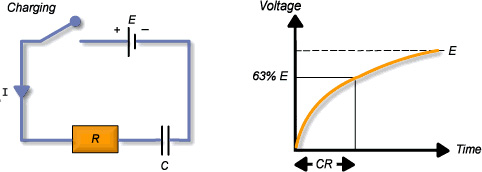 Charging
E
+ −
I
R
C
Voltage
E
63% E
CR
Time